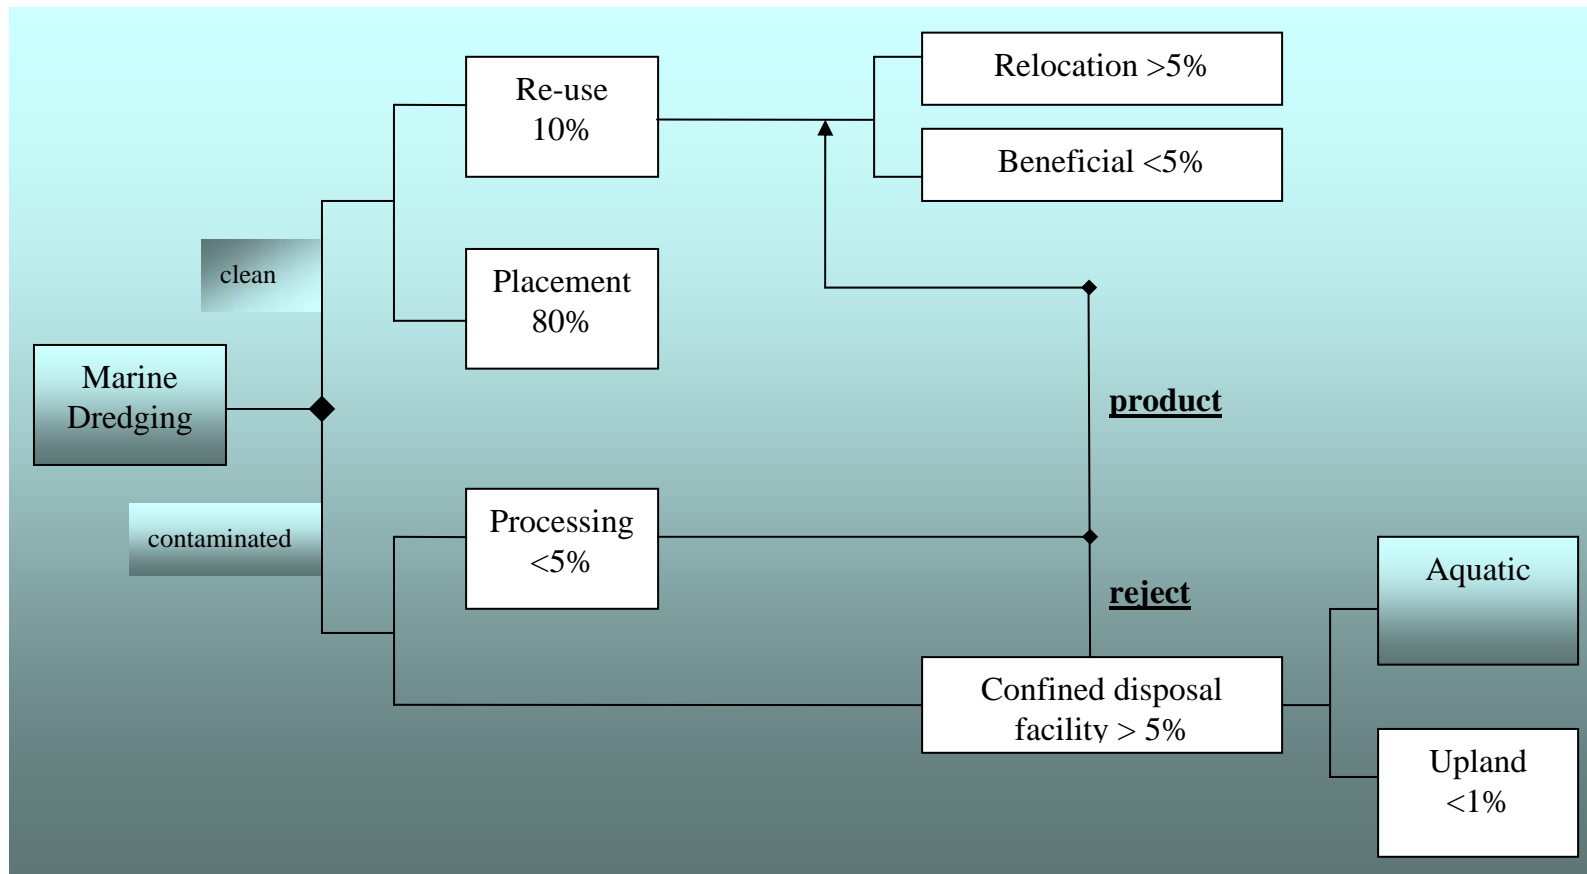 Re-use
10%
Relocation >5%
Beneficial <5%
clean
Placement
80%
Marine
Dredging
product
contaminated
Processing
<5%
reject
Aquatic
Confined disposal
facility > 5%
Upland
<1%